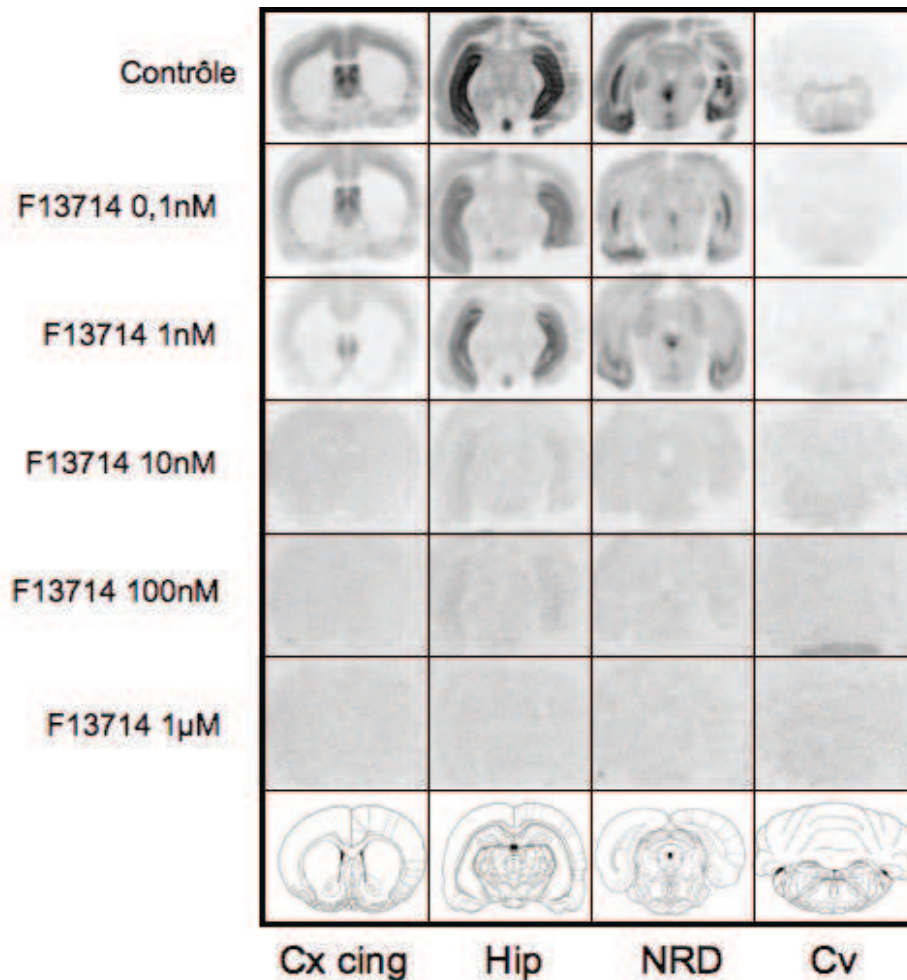 Contrôle
F13714 0,1nM
F13714 1nM
F13714 10nM
F13714 100nM
F13714 1µM
Cx cing Hip NRD Cv